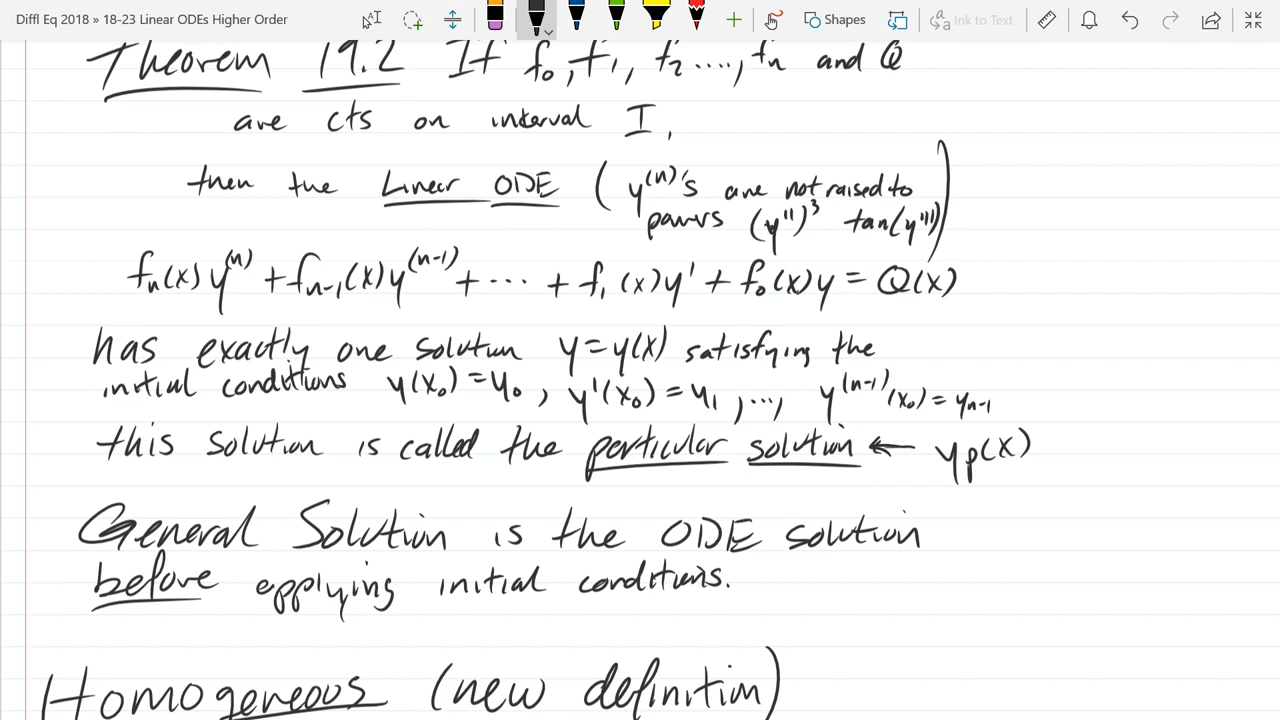 Diffl Eq 2018 » 18-23 Linear ODEs Higher Order
Shapes
Ink to Text
Theorem 19.2 If f₀, f₁, f₂ ...., fₙ and Q
are cts on interval I,
then the Linear ODE (y⁽ⁿ⁾'s are not raised to
powrs (y'')³ tan(y'''))
fₙ(x)y⁽ⁿ⁾ + fₙ₋₁(x)y⁽ⁿ⁻¹⁾ + ... + f₁(x)y' + f₀(x)y = Q(x)
has exactly one solution y=y(x) satisfying the
initial conditions y(x₀)=y₀, y'(x₀)=y₁, ..., y⁽ⁿ⁻¹⁾(x₀)=yₙ₋₁
this solution is called the particular solution ← yp(x)
General Solution is the ODE solution
before applying initial conditions.
Homogeneous (new definition)